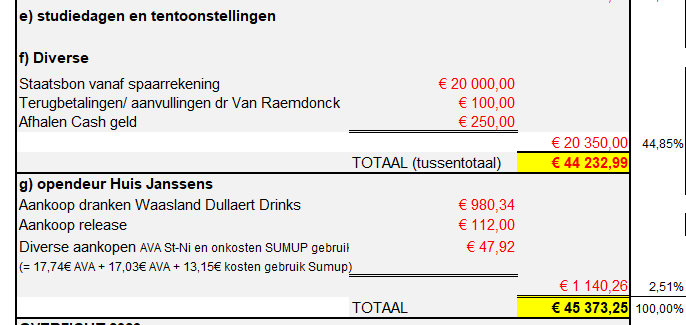 e) studiedagen en tentoonstellingen
f) Diverse
Staatsbon vanaf spaarrekening € 20 000,00
Terugbetalingen/ aanvullingen dr Van Raemdonck € 100,00
Afhalen Cash geld € 250,00
€ 20 350,00 44,85%
TOTAAL (tussentotaal) € 44 232,99
g) opendeur Huis Janssens
Aankoop dranken Waasland Dullaert Drinks € 980,34
Aankoop release € 112,00
Diverse aankopen AVA St-Ni en onkosten SUMUP gebruik € 47,92
(= 17,74€ AVA + 17,03€ AVA + 13,15€ kosten gebruik Sumup)
€ 1 140,26 2,51%
TOTAAL € 45 373,25 100,00%